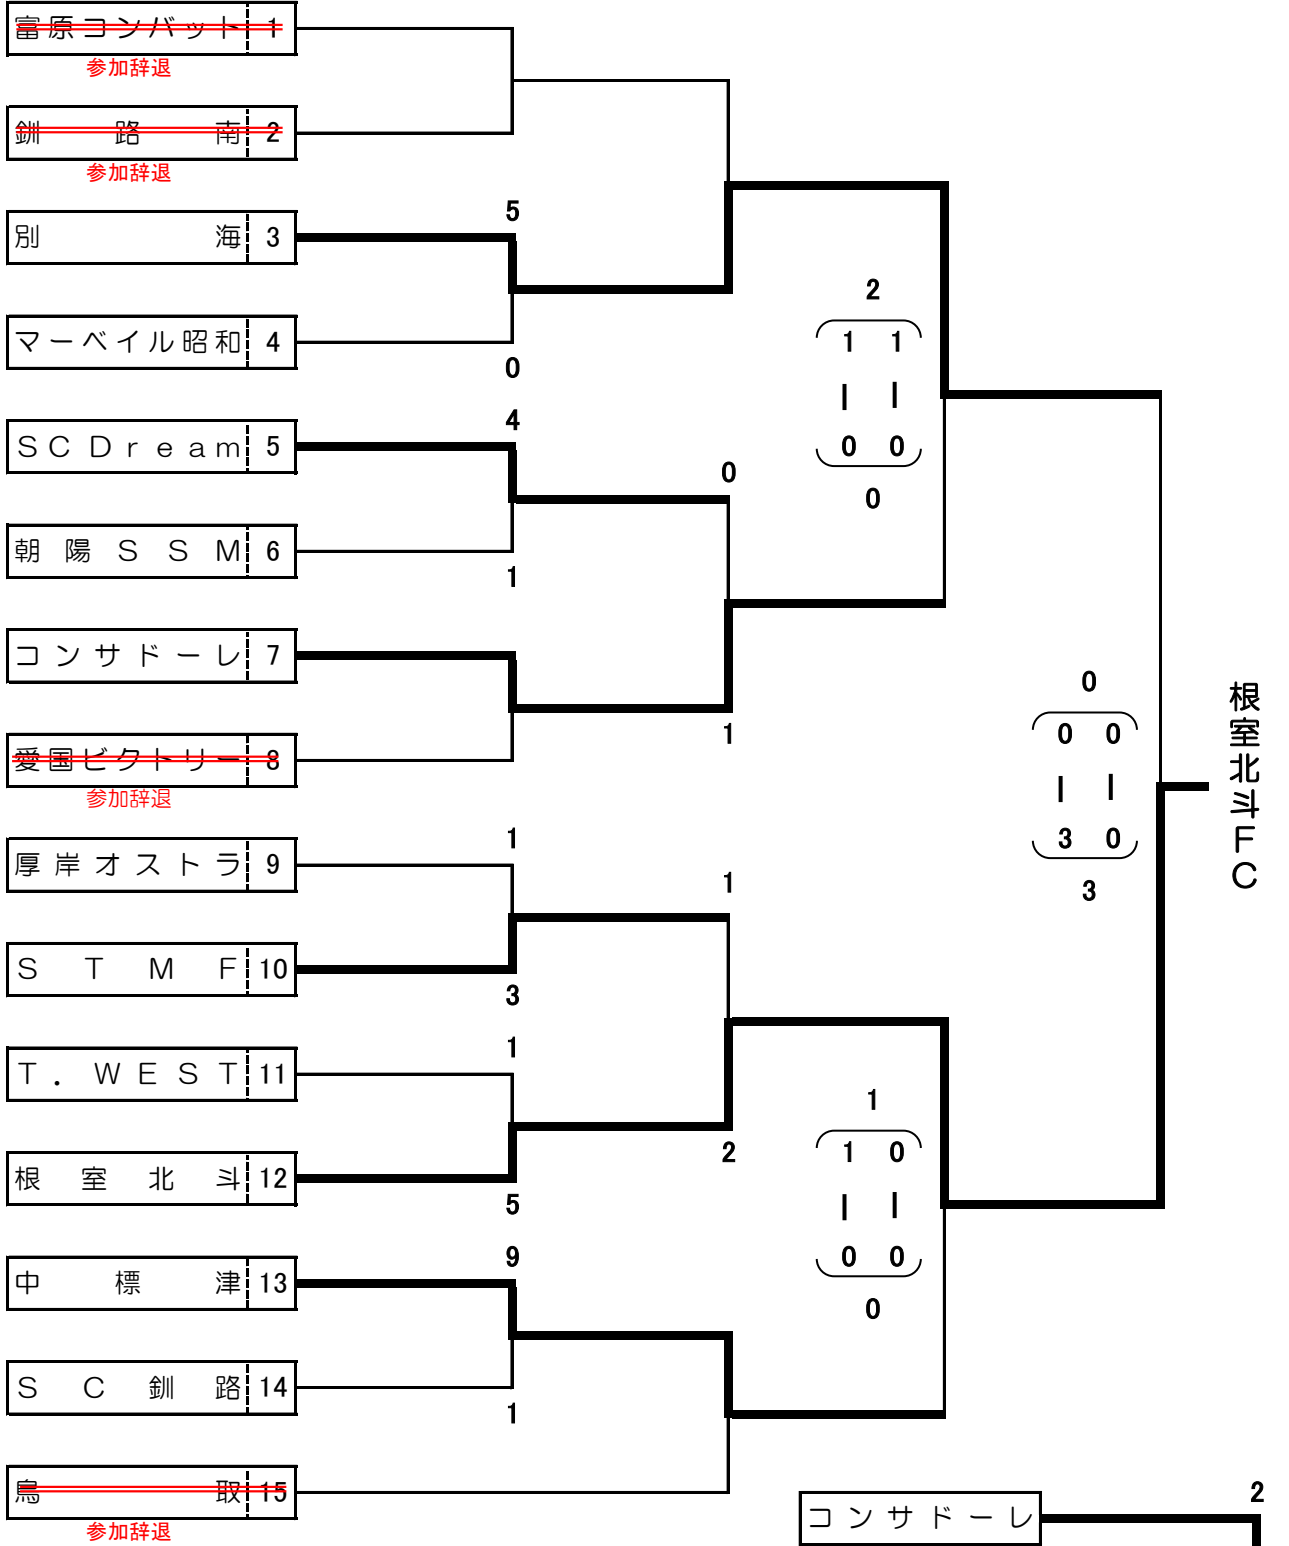 富原コンバット 1
参加辞退
釧路南 2
参加辞退
5
別海 3
2
マーベイル昭和 4
1 1
0
| |
4
SCDream 5
0 0
0
0
朝陽SSM 6
1
コンサドーレ 7
0
1
0 0
愛国ビクトリー 8
参加辞退
| |
根室北斗FC
1
3 0
厚岸オストラ 9
1
3
STMF 10
3
1
T.WEST 11
1
2
1 0
根室北斗 12
5
| |
9
0 0
中標津 13
0
SC釧路 14
1
鳥取 15
参加辞退
2
コンサドーレ